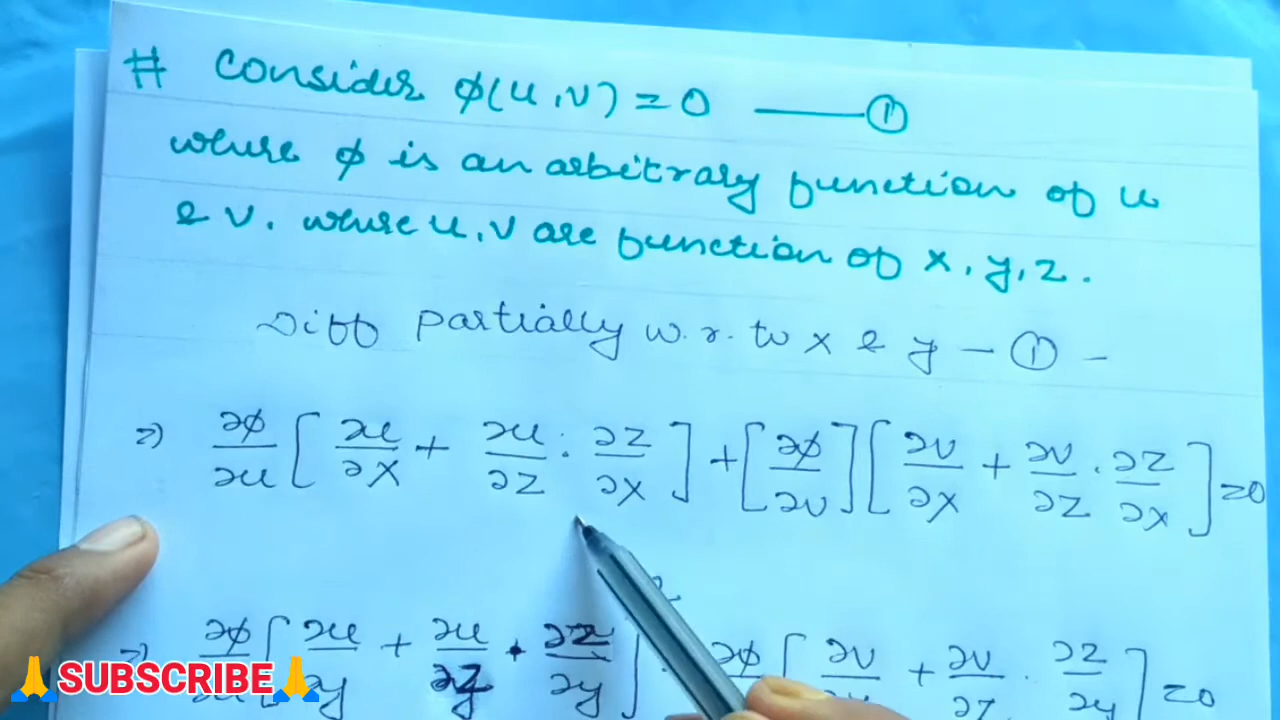 # Consider ϕ(u,v) = 0 —— ①
where ϕ is an arbitrary function of u
& v. where u, v are function of x, y, z.
Diff partially w.r.to x & y – ① –
⇒ ∂ϕ/∂u [ ∂u/∂x + ∂u/∂z · ∂z/∂x ] + [ ∂ϕ/∂v ] [ ∂v/∂x + ∂v/∂z · ∂z/∂x ] = 0
&
⇒ ∂ϕ/∂u [ ∂u/∂y + ∂u/∂z · ∂z/∂y ] ∂ϕ [ ∂v + ∂v/∂z · ∂z/∂y ] = 0
🙏SUBSCRIBE🙏